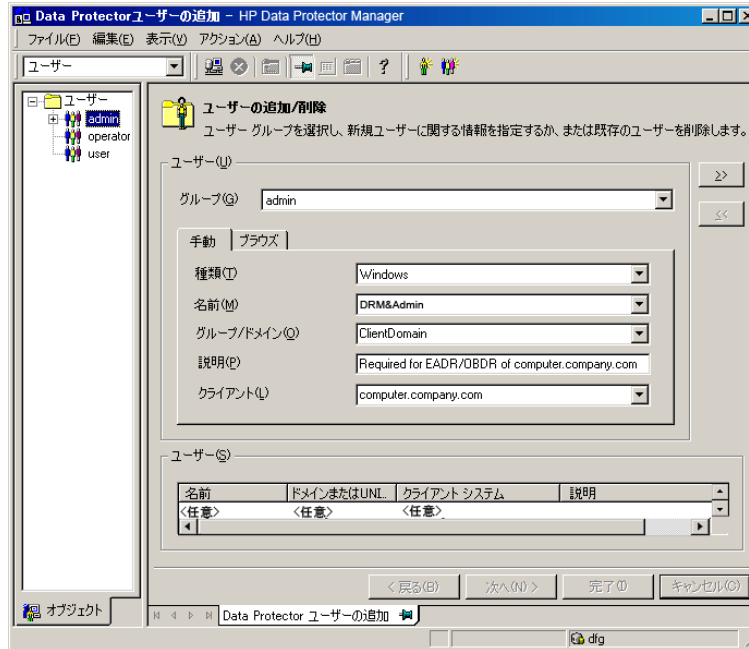 Data Protectorユーザーの追加 - HP Data Protector Manager
ファイル(F) 編集(E) 表示(V) アクション(A) ヘルプ(H)
ユーザー
ユーザー
admin
operator
user
ユーザーの追加/削除
ユーザー グループを選択し、新規ユーザーに関する情報を指定するか、または既存のユーザーを削除します。
ユーザー(U)
>>
グループ(G) admin
<<
手動 ブラウズ
種類(T) Windows
名前(M) DRM&Admin
グループ/ドメイン(O) ClientDomain
説明(P) Required for EADR/OBDR of computer.company.com
クライアント(L) computer.company.com
ユーザー(S)
名前 ドメインまたはUNI... クライアント システム 説明
<任意> <任意> <任意>
< 戻る(B) 次へ(N) > 完了(I) キャンセル(C)
オブジェクト
Data Protector ユーザーの追加
dfg